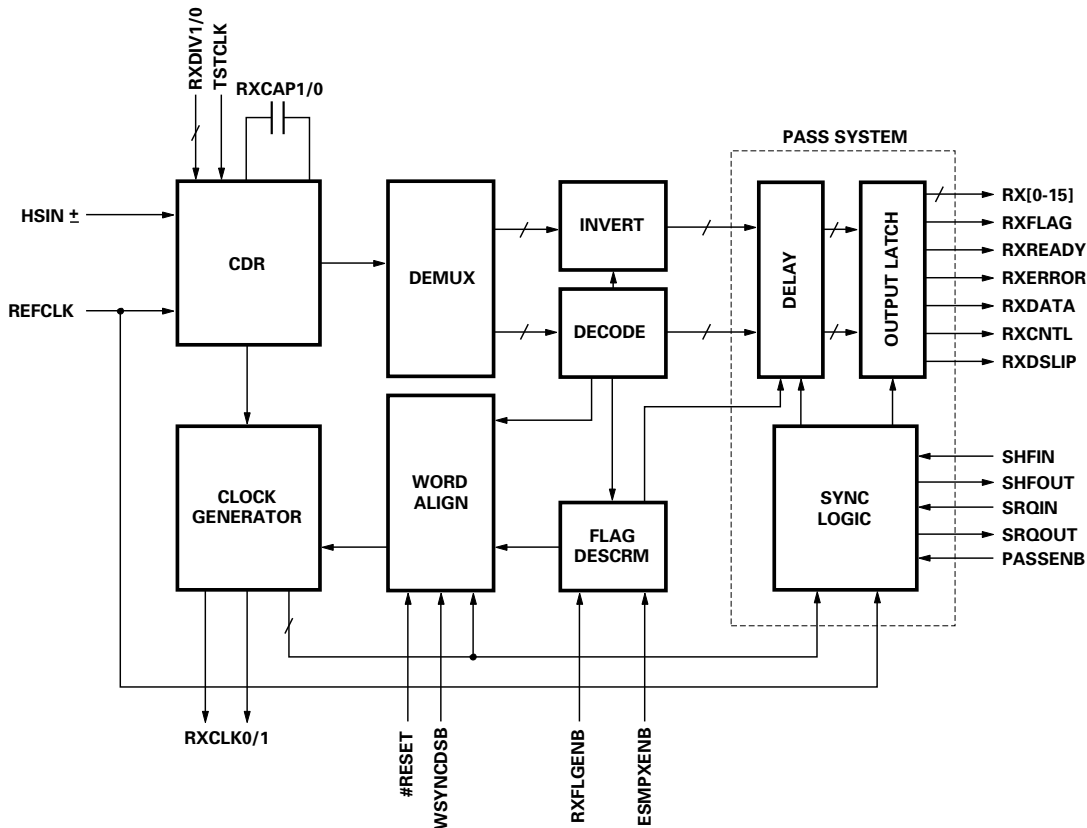 RXDIV1/0
TSTCLK
RXCAP1/0
PASS SYSTEM
HSIN ±
CDR
DEMUX
INVERT
DECODE
DELAY
OUTPUT LATCH
RX[0-15]
RXFLAG
RXREADY
RXERROR
RXDATA
RXCNTL
RXDSLIP
REFCLK
CLOCK
GENERATOR
WORD
ALIGN
FLAG
DESCRM
SYNC
LOGIC
SHFIN
SHFOUT
SRQIN
SRQOUT
PASSENB
RXCLK0/1
#RESET
WSYNCDSB
RXFLGENB
ESMPXENB